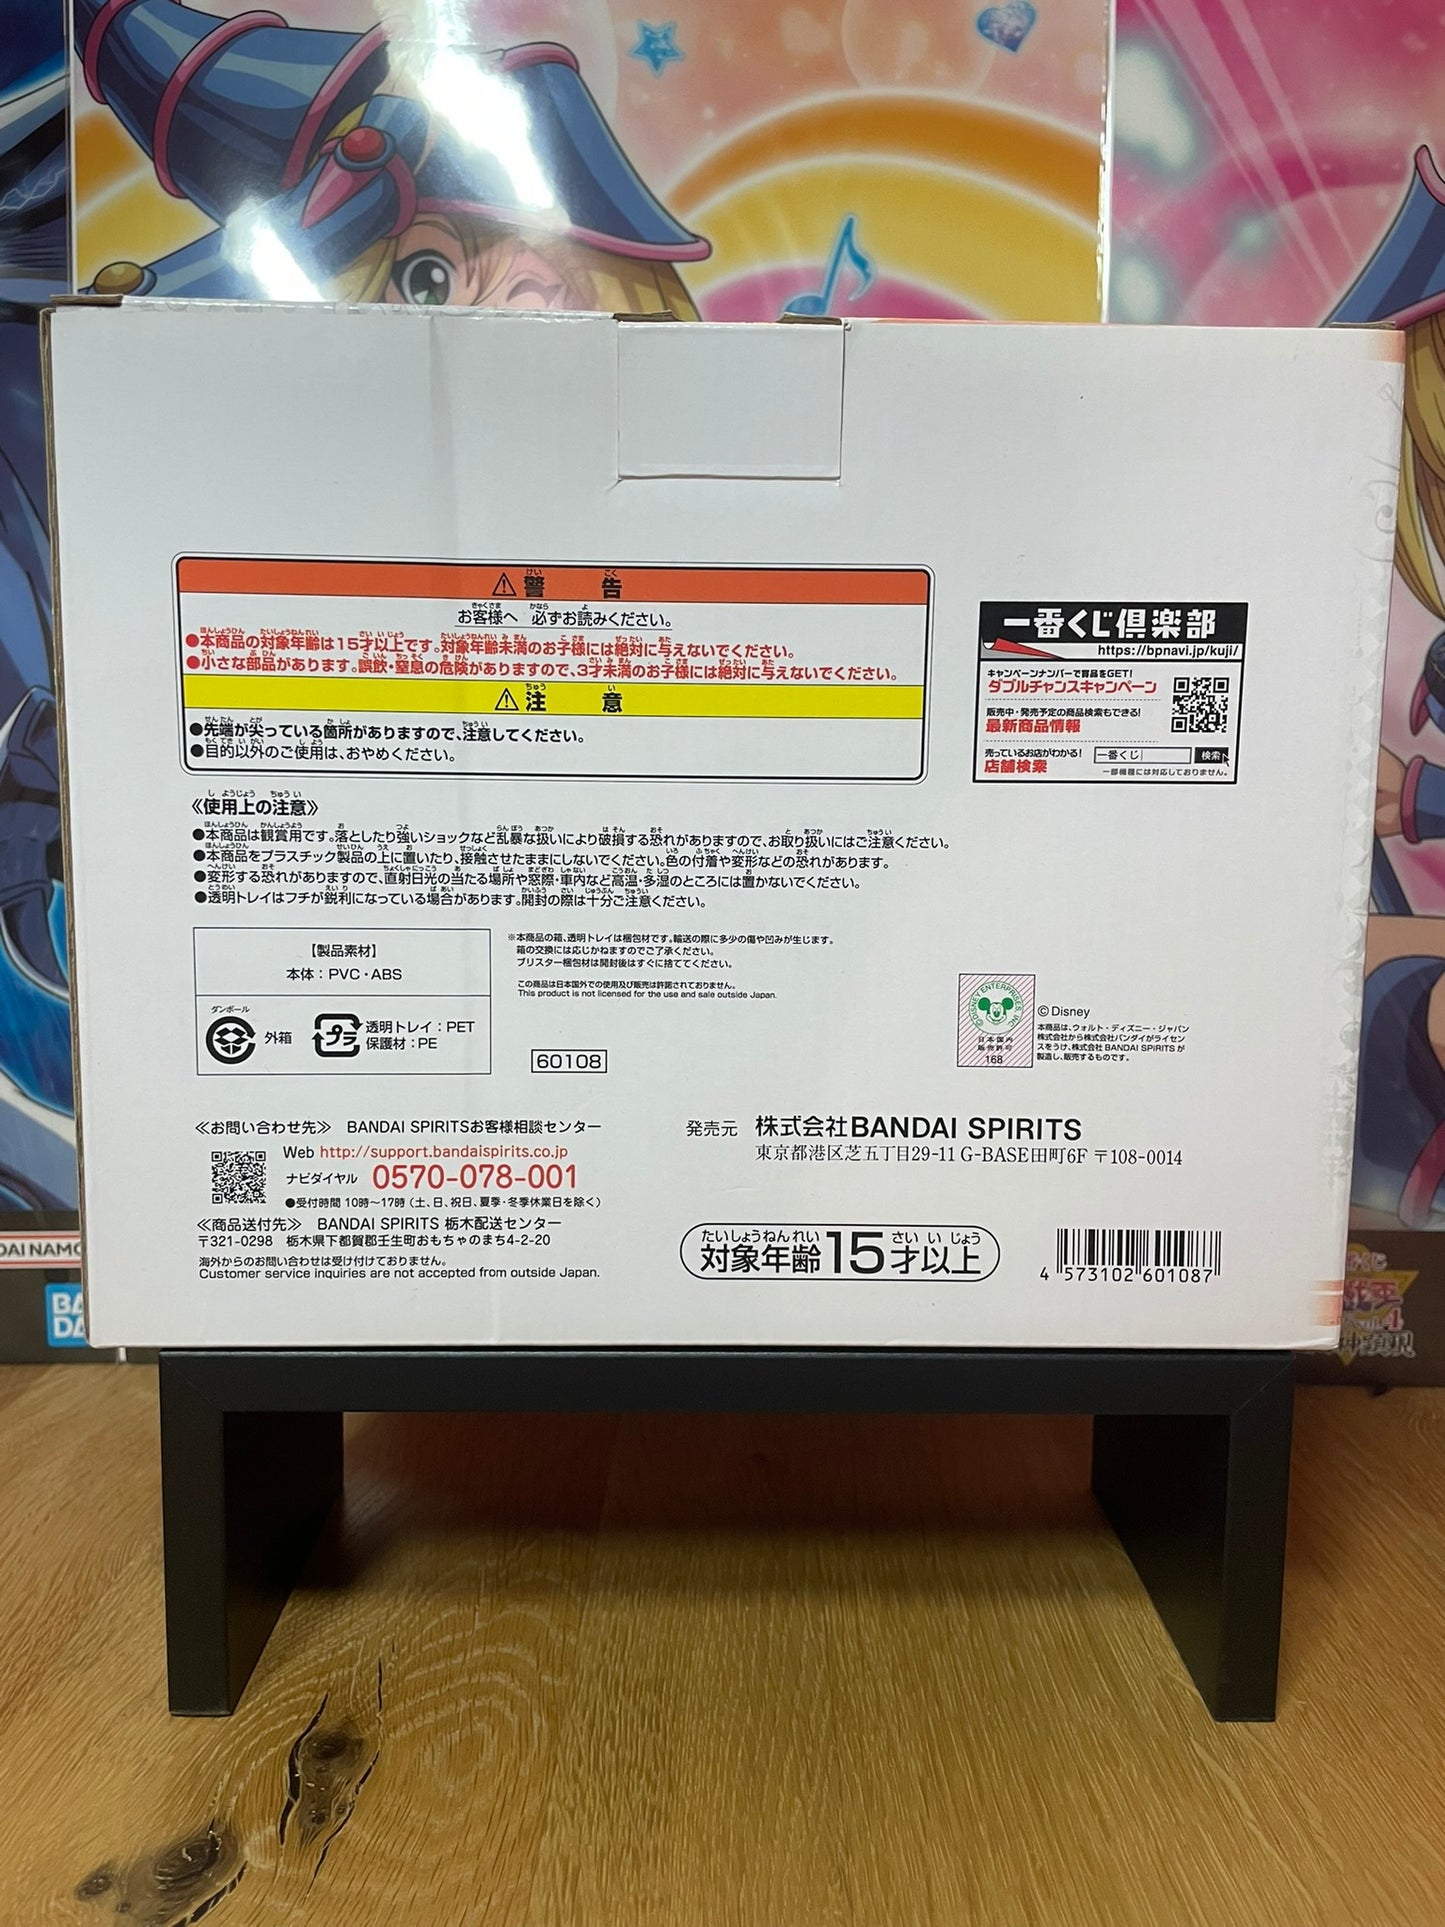 ⚠警告
お客様へ 必ずお読みください。
●本商品の対象年齢は15才以上です。対象年齢未満のお子様には絶対に与えないでください。
●小さな部品があります。誤飲・窒息の危険がありますので、3才未満のお子様には絶対に与えないでください。
⚠注意
●先端が尖っている箇所がありますので、注意してください。
●目的以外のご使用は、おやめください。
一番くじ倶楽部
https://bpnavi.jp/kuji/
キャンペーンナンバーで賞品をGET!
ダブルチャンスキャンペーン
販売中・発売予定の商品検索もできる!
最新商品情報
売っているお店がわかる!
店舗検索
一番くじ 検索
一部機種には対応しておりません。
《使用上の注意》
●本商品は観賞用です。落としたり強いショックなど乱暴な扱いにより破損する恐れがありますので、お取り扱いにはご注意ください。
●本商品をプラスチック製品の上に置いたり、接触させたままにしないでください。色の付着や変形などの恐れがあります。
●変形する恐れがありますので、直射日光の当たる場所や窓際・車内など高温・多湿のところには置かないでください。
●透明トレイはフチが鋭利になっている場合があります。開封の際は十分ご注意ください。
【製品素材】
本体：PVC・ABS
ダンボール
外箱
プラ
透明トレイ：PET
保護材：PE
※本商品の箱、透明トレイは梱包材です。輸送の際に多少の傷や凹みが生じます。
箱の交換には応じかねますのでご了承ください。
ブリスター梱包材は開封後はすぐに捨ててください。
この商品は日本国外での使用及び販売は許諾されておりません。
This product is not licensed for the use and sale outside Japan.
60108
©DISNEY ENTERPRISES, INC.
日本国内
販売許可
168
©Disney
本商品は、ウォルト・ディズニー・ジャパン
株式会社から株式会社バンダイがライセン
スをうけ、株式会社 BANDAI SPIRITS が
製造し、販売するものです。
≪お問い合わせ先≫ BANDAI SPIRITSお客様相談センター
Web http://support.bandaispirits.co.jp
ナビダイヤル 0570-078-001
●受付時間 10時～17時（土、日、祝日、夏季・冬季休業日を除く）
≪商品送付先≫ BANDAI SPIRITS 栃木配送センター
〒321-0298 栃木県下都賀郡壬生町おもちゃのまち4-2-20
海外からのお問い合わせは受け付けておりません。
Customer service inquiries are not accepted from outside Japan.
発売元 株式会社BANDAI SPIRITS
東京都港区芝五丁目29-11 G-BASE田町6F 〒108-0014
たいしょうねんれい さい いじょう
対象年齢15才以上
4 573102 601087
DAI NAMC
BA
DA